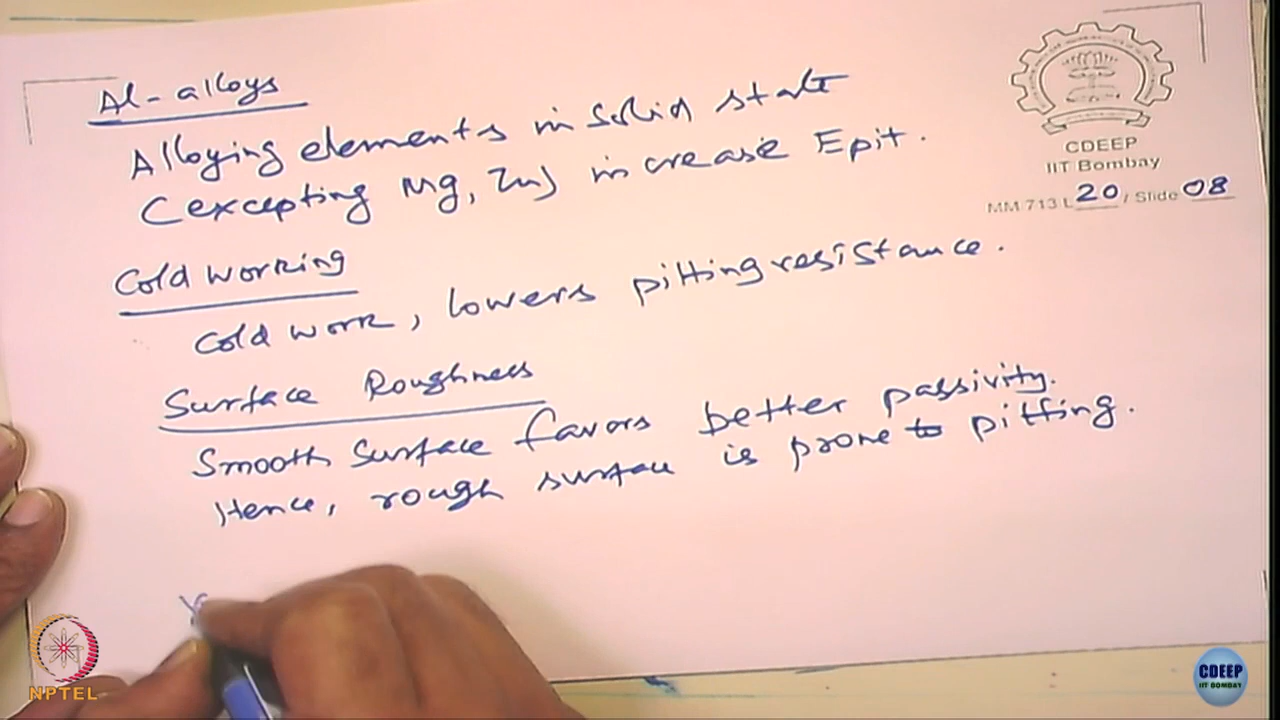 Al-alloys
Alloying elements in solid state
(excepting Mg, Zn) increase Epit.
Cold working
Cold work, lowers pitting resistance.
Surface Roughness
Smooth surface favors better passivity.
Hence, rough surface is prone to pitting.
CDEEP
IIT Bombay
MM 713 L 20 / Slide 08
NPTEL
CDEEP
IIT BOMBAY